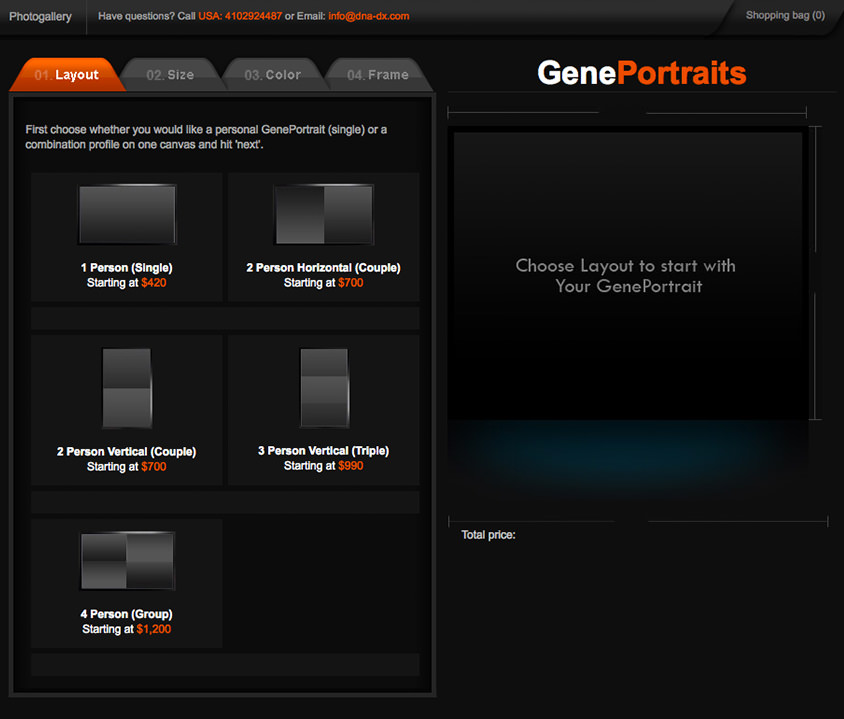 Photogallery
Have questions? Call USA: 4102924487 or Email: info@dna-dx.com
Shopping bag (0)
01. Layout
02. Size
03. Color
04. Frame
GenePortraits
First choose whether you would like a personal GenePortrait (single) or a
combination profile on one canvas and hit 'next'.
1 Person (Single)
Starting at $420
2 Person Horizontal (Couple)
Starting at $700
2 Person Vertical (Couple)
Starting at $700
3 Person Vertical (Triple)
Starting at $990
4 Person (Group)
Starting at $1,200
Choose Layout to start with
Your GenePortrait
Total price: